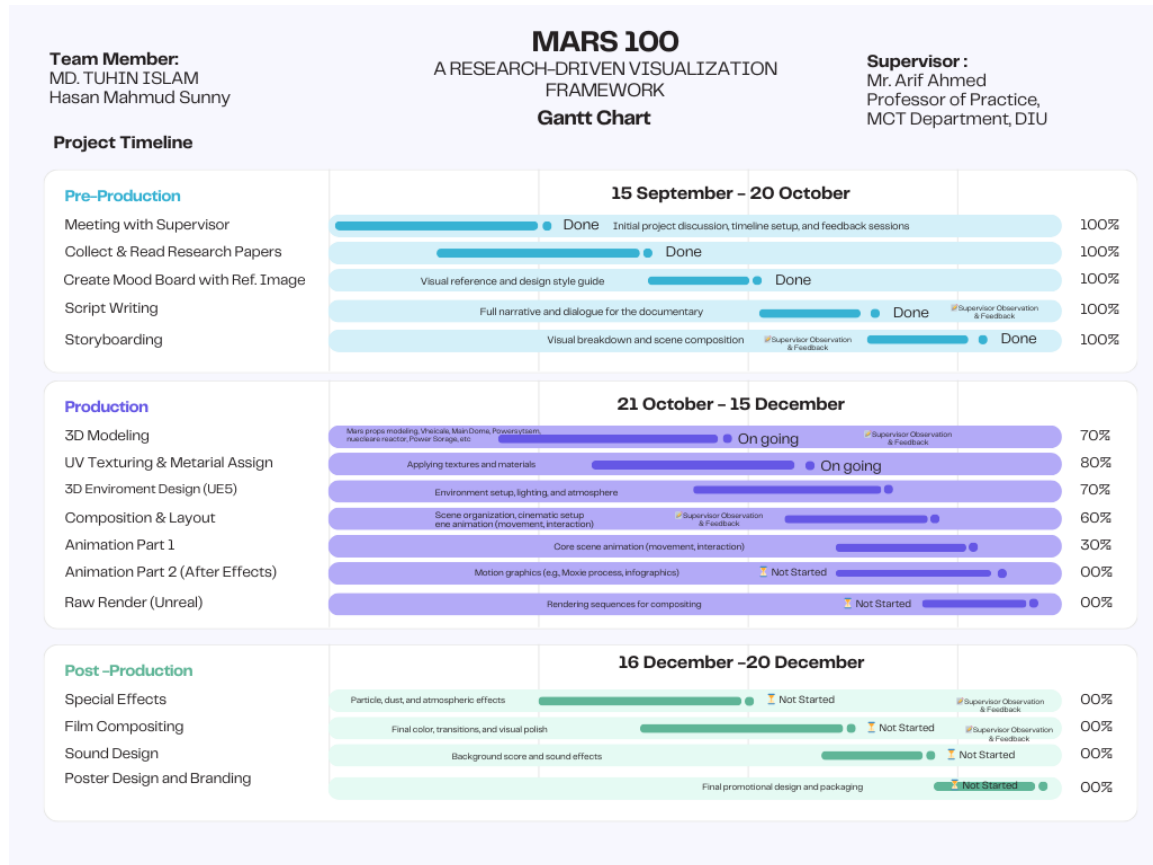 MARS 100
A RESEARCH-DRIVEN VISUALIZATION
FRAMEWORK
Gantt Chart
Team Member:
MD. TUHIN ISLAM
Hasan Mahmud Sunny
Supervisor :
Mr. Arif Ahmed
Professor of Practice,
MCT Department, DIU
Project Timeline
Pre-Production
15 September - 20 October
Meeting with Supervisor
Done
Initial project discussion, timeline setup, and feedback sessions
100%
Collect & Read Research Papers
Done
100%
Create Mood Board with Ref. Image
Visual reference and design style guide
Done
100%
Script Writing
Full narrative and dialogue for the documentary
Done
Supervisor Observation
& Feedback
100%
Storyboarding
Visual breakdown and scene composition
Supervisor Observation
& Feedback
Done
100%
Production
21 October - 15 December
3D Modeling
Mars props modeling, Vheicale, Main Dome, Powersytsem,
nuecleare reactor, Power Sorage, etc
On going
Supervisor Observation
& Feedback
70%
UV Texturing & Metarial Assign
Applying textures and materials
On going
80%
3D Enviroment Design (UE5)
Environment setup, lighting, and atmosphere
70%
Composition & Layout
Scene organization, cinematic setup
ene animation (movement, interaction)
Supervisor Observation
& Feedback
60%
Animation Part 1
Core scene animation (movement, interaction)
30%
Animation Part 2 (After Effects)
Motion graphics (e.g., Moxie process, infographics)
⏳ Not Started
00%
Raw Render (Unreal)
Rendering sequences for compositing
⏳ Not Started
00%
Post -Production
16 December -20 December
Special Effects
Particle, dust, and atmospheric effects
⏳ Not Started
Supervisor Observation
& Feedback
00%
Film Compositing
Final color, transitions, and visual polish
⏳ Not Started
Supervisor Observation
& Feedback
00%
Sound Design
Background score and sound effects
⏳ Not Started
00%
Poster Design and Branding
Final promotional design and packaging
⏳ Not Started
00%